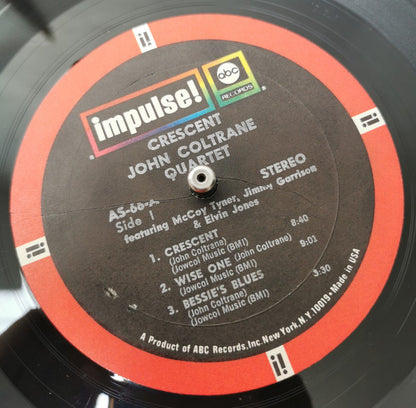 impulse!
abc
RECORDS
CRESCENT
JOHN COLTRANE
QUARTET
STEREO
AS-66-A
Side 1
featuring McCoy Tyner, Jimmy Garrison
& Elvin Jones
1. CRESCENT 8:40
(John Coltrane)
(Jowcol Music (BMI)
2. WISE ONE (John Coltrane) 9:01
(Jowcol Music (BMI)
3. BESSIE'S BLUES 3:30
(John Coltrane)
(Jowcol Music (BMI)
A Product of ABC Records, Inc. New York, N.Y. 10019 • Made in USA
i!
i!
i!
i!